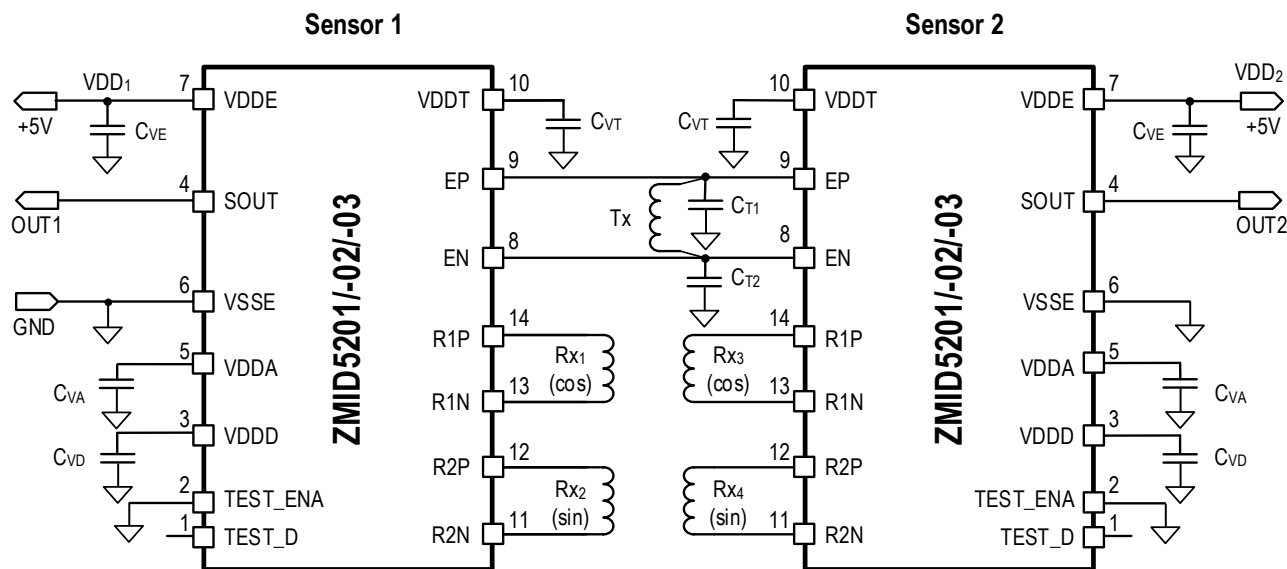 Sensor 1
Sensor 2
VDD1
7
VDDE
+5V
CVE
4
SOUT
OUT1
6
VSSE
GND
5
VDDA
CVA
3
VDDD
CVD
2
TEST_ENA
1
TEST_D
ZMID5201/-02/-03
10
VDDT
CVT
9
EP
8
EN
14
R1P
Rx1
(cos)
13
R1N
12
R2P
Rx2
(sin)
11
R2N
Tx
CT1
CT2
10
VDDT
CVT
9
EP
8
EN
14
R1P
Rx3
(cos)
13
R1N
12
R2P
Rx4
(sin)
11
R2N
ZMID5201/-02/-03
VDD2
7
VDDE
+5V
CVE
4
SOUT
OUT2
6
VSSE
5
VDDA
CVA
3
VDDD
CVD
2
TEST_ENA
1
TEST_D